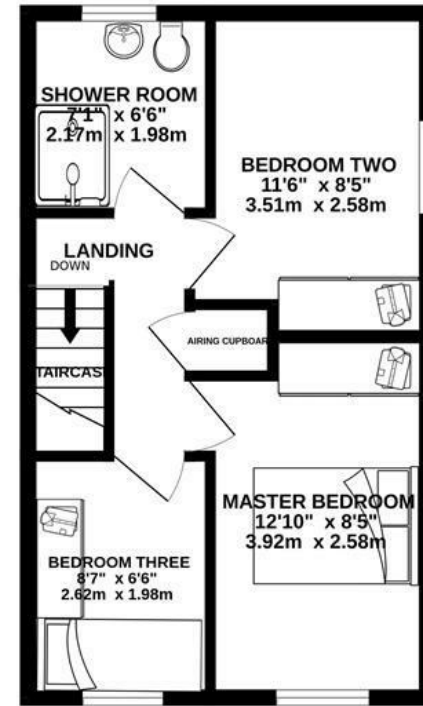 SHOWER ROOM
7'1" x 6'6"
2.17m x 1.98m
BEDROOM TWO
11'6" x 8'5"
3.51m x 2.58m
LANDING
DOWN
AIRING CUPBOAR
TAIRCAS
MASTER BEDROOM
12'10" x 8'5"
3.92m x 2.58m
BEDROOM THREE
8'7" x 6'6"
2.62m x 1.98m